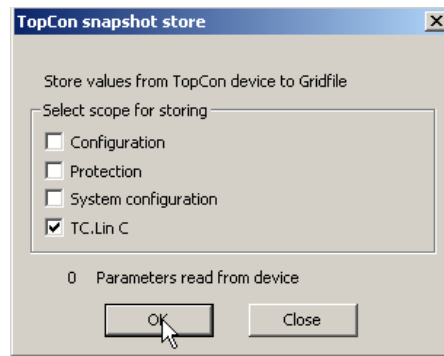 TopCon snapshot store
Store values from TopCon device to Gridfile
Select scope for storing
Configuration
Protection
System configuration
TC.Lin C
0 Parameters read from device
OK Close